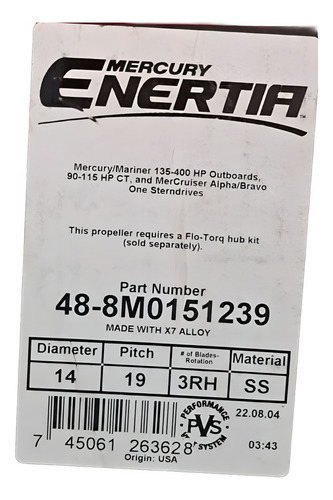 MERCURY
ENERTIA™
Mercury/Mariner 135-400 HP Outboards,
90-115 HP CT, and MerCruiser Alpha/Bravo
One Sterndrives
This propeller requires a Flo-Torq hub kit
(sold separately).
Part Number
48-8M0151239
MADE WITH X7 ALLOY
Diameter Pitch # of Blades-Rotation Material
14 19 3RH SS
PERFORMANCE
PVS
SYSTEM
22.08.04
03:43
7 45061 263628
Origin: USA